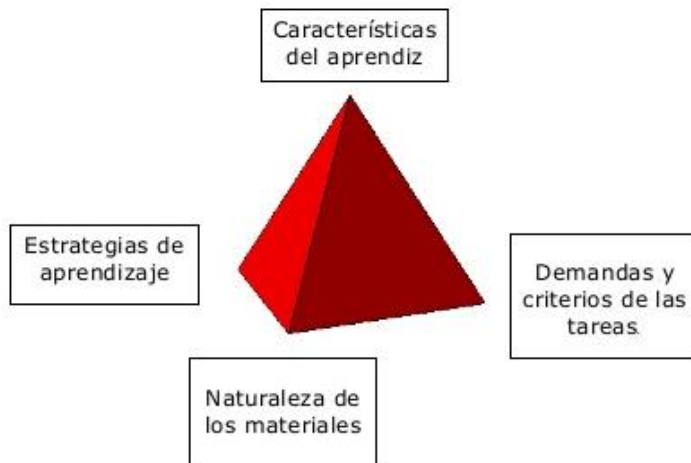 Características
del aprendiz
Estrategias de
aprendizaje
Demandas y
criterios de las
tareas.
Naturaleza de
los materiales